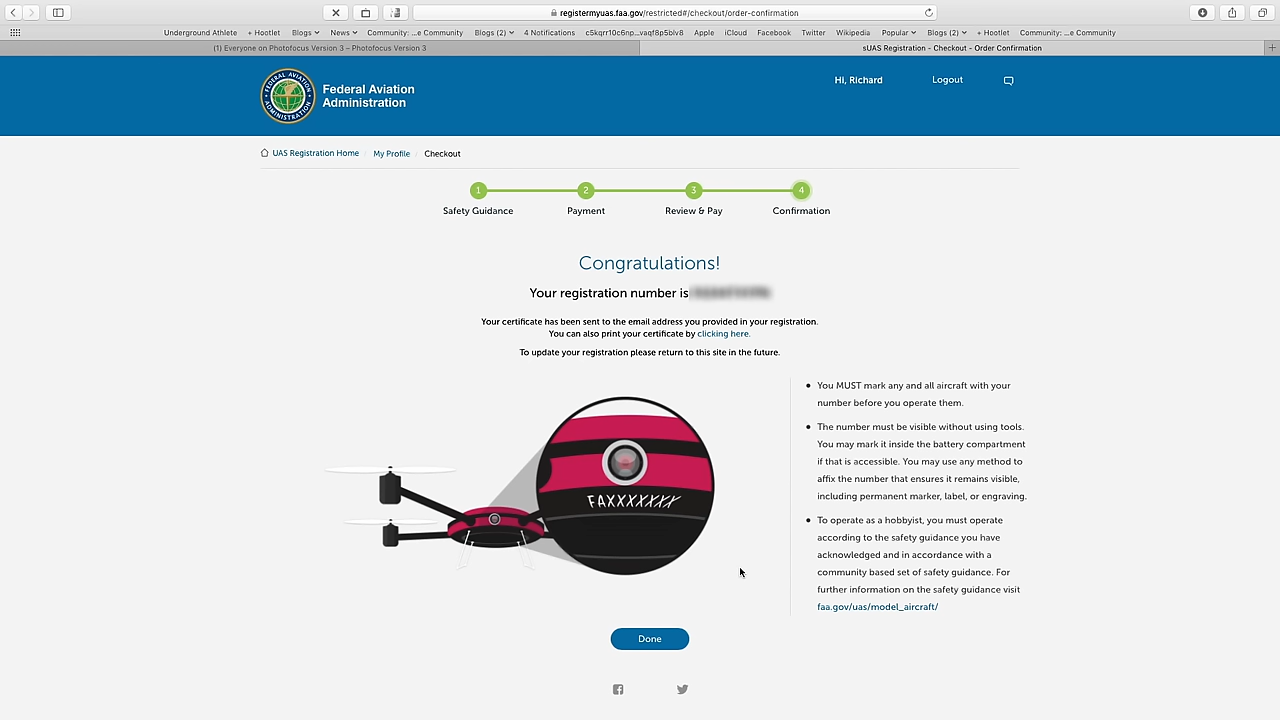 registermyuas.faa.gov/restricted#/checkout/order-confirmation
Underground Athlete + Hootlet Blogs News Community: ...e Community Blogs (2) 4 Notifications c5kqrr10c6np...vaqf8p5blv8 Apple iCloud Facebook Twitter Wikipedia Popular Blogs (2) + Hootlet Community: ...e Community
(1) Everyone on Photofocus Version 3 – Photofocus Version 3 sUAS Registration - Checkout - Order Confirmation
FEDERAL AVIATION ADMINISTRATION
Federal Aviation
Administration
Hi, Richard Logout
UAS Registration Home My Profile Checkout
1 2 3 4
Safety Guidance Payment Review & Pay Confirmation
Congratulations!
Your registration number is
Your certificate has been sent to the email address you provided in your registration.
You can also print your certificate by clicking here.
To update your registration please return to this site in the future.
FAXXXXXXX
You MUST mark any and all aircraft with your
number before you operate them.
The number must be visible without using tools.
You may mark it inside the battery compartment
if that is accessible. You may use any method to
affix the number that ensures it remains visible,
including permanent marker, label, or engraving.
To operate as a hobbyist, you must operate
according to the safety guidance you have
acknowledged and in accordance with a
community based set of safety guidance. For
further information on the safety guidance visit
faa.gov/uas/model_aircraft/
Done